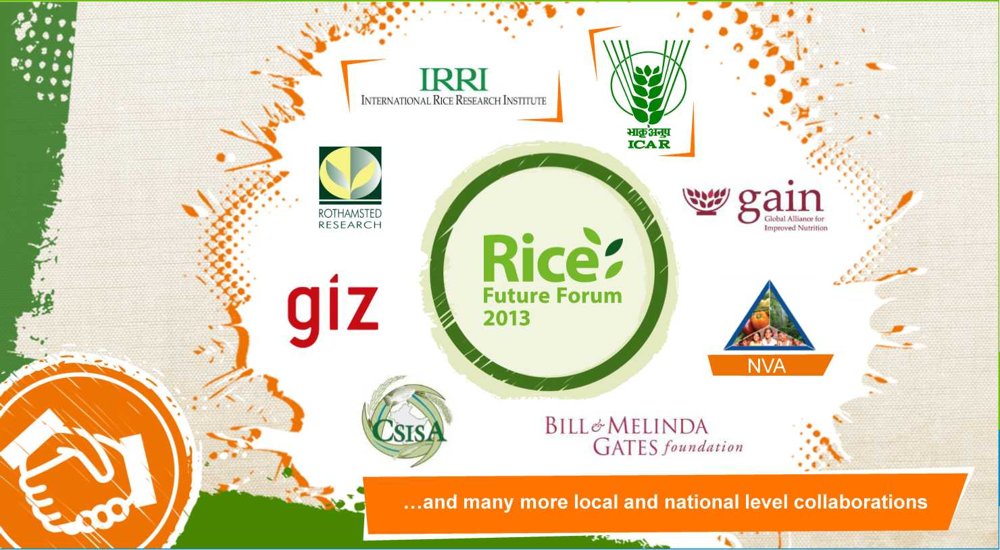 IRRI
INTERNATIONAL RICE RESEARCH INSTITUTE
भाकृअनुप
ICAR
ROTHAMSTED
RESEARCH
gain
Global Alliance for
Improved Nutrition
Rice
Future Forum
2013
giz
NVA
CSISA
BILL & MELINDA
GATES foundation
...and many more local and national level collaborations